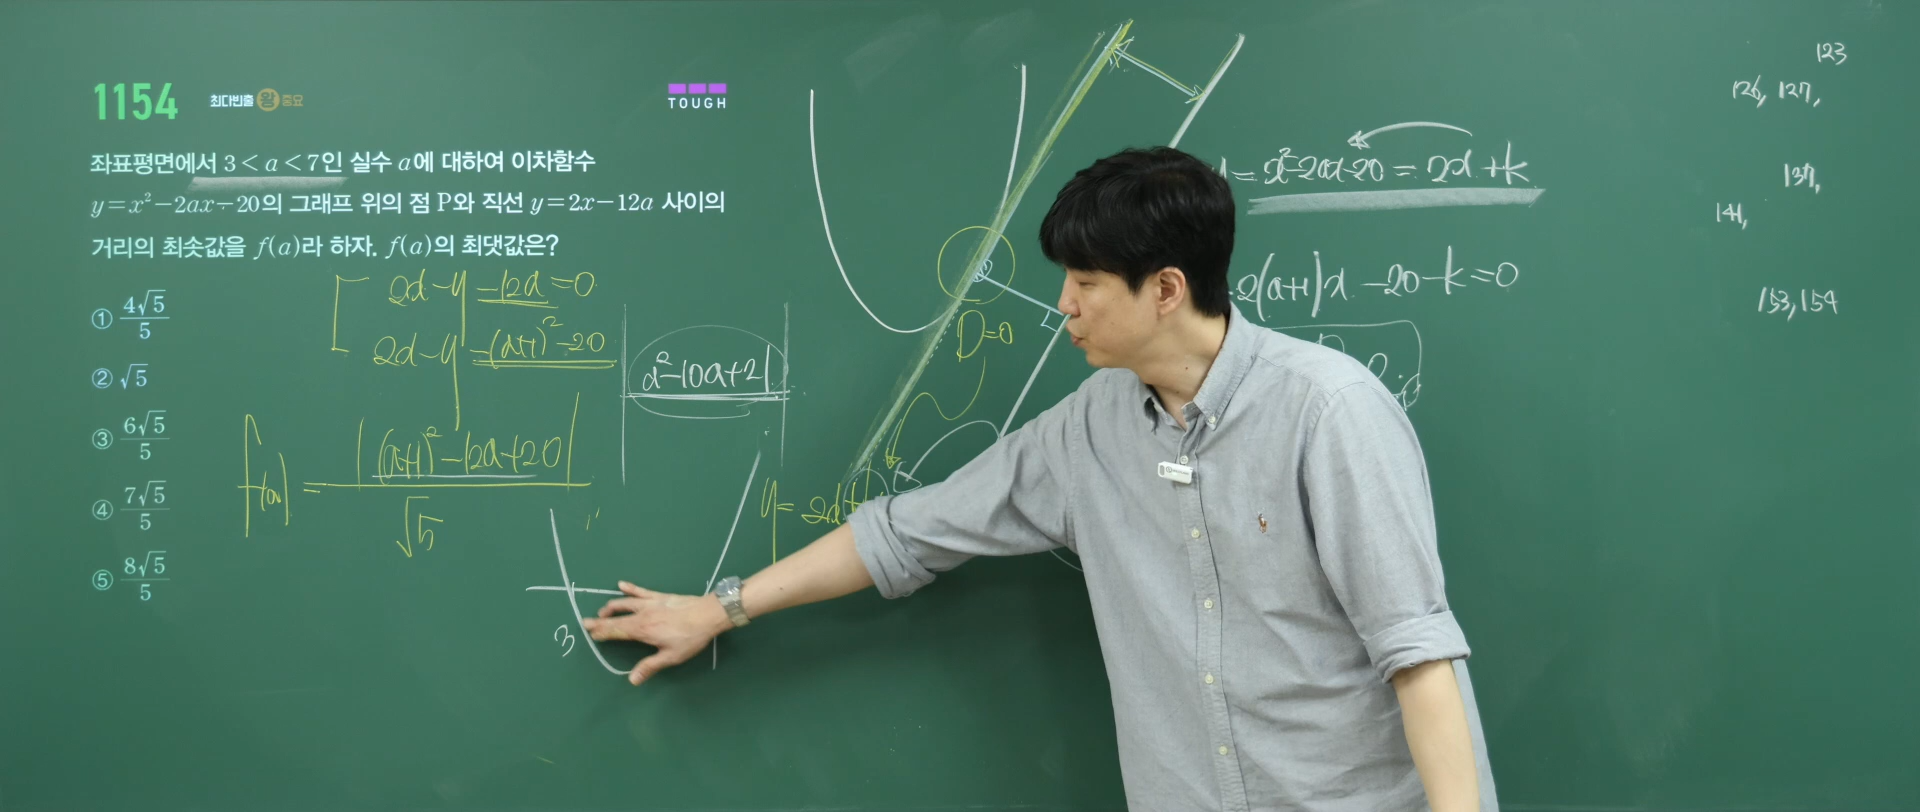 1154 최다빈출 왕 중요
TOUGH
좌표평면에서 3<a<7인 실수 a에 대하여 이차함수
y=x²-2ax-20의 그래프 위의 점 P와 직선 y=2x-12a 사이의
거리의 최솟값을 f(a)라 하자. f(a)의 최댓값은?
① 4√5/5
② √5
③ 6√5/5
④ 7√5/5
⑤ 8√5/5
2x-y-12a=0
2x-y-(a+1)²-20
f(a)=|(a+1)²-12a+20|/√5
|a²-10a+21|
3
D=0
y=2x+
=x²-2ax-20=2x+k
2(a+1)x-20-k=0
123
126, 127,
137,
141,
153, 154